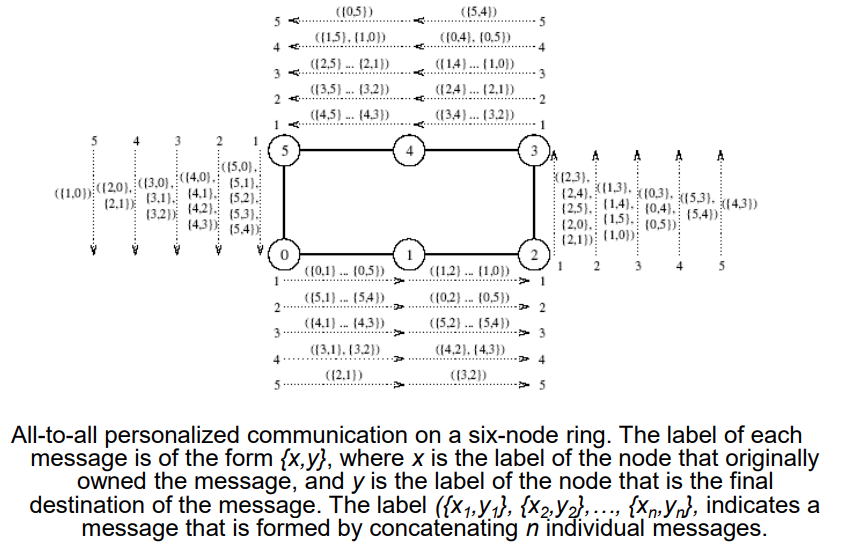 5 ({0,5}) ({5,4}) 5
4 ({1,5}, {1,0}) ({0,4}, {0,5}) 4
3 ({2,5} ... {2,1}) ({1,4} ... {1,0}) 3
2 ({3,5} ... {3,2}) ({2,4} ... {2,1}) 2
1 ({4,5} ... {4,3}) ({3,4} ... {3,2}) 1
5 4 3
5 4 3 2 1
({1,0})
({2,0},
{2,1})
({3,0},
{3,1},
{3,2})
({4,0},
{4,1},
{4,2},
{4,3})
({5,0},
{5,1},
{5,2},
{5,3},
{5,4})
({2,3},
{2,4},
{2,5},
{2,0},
{2,1})
({1,3},
{1,4},
{1,5},
{1,0})
({0,3},
{0,4},
{0,5})
({5,3},
{5,4})
({4,3})
1 2 3 4 5
0 1 2
1 ({0,1} ... {0,5}) ({1,2} ... {1,0}) 1
2 ({5,1} ... {5,4}) ({0,2} ... {0,5}) 2
3 ({4,1} ... {4,3}) ({5,2} ... {5,4}) 3
4 ({3,1}, {3,2}) ({4,2}, {4,3}) 4
5 ({2,1}) ({3,2}) 5
All-to-all personalized communication on a six-node ring. The label of each
message is of the form {x,y}, where x is the label of the node that originally
owned the message, and y is the label of the node that is the final
destination of the message. The label ({x1,y1}, {x2,y2},…, {xn,yn}, indicates a
message that is formed by concatenating n individual messages.